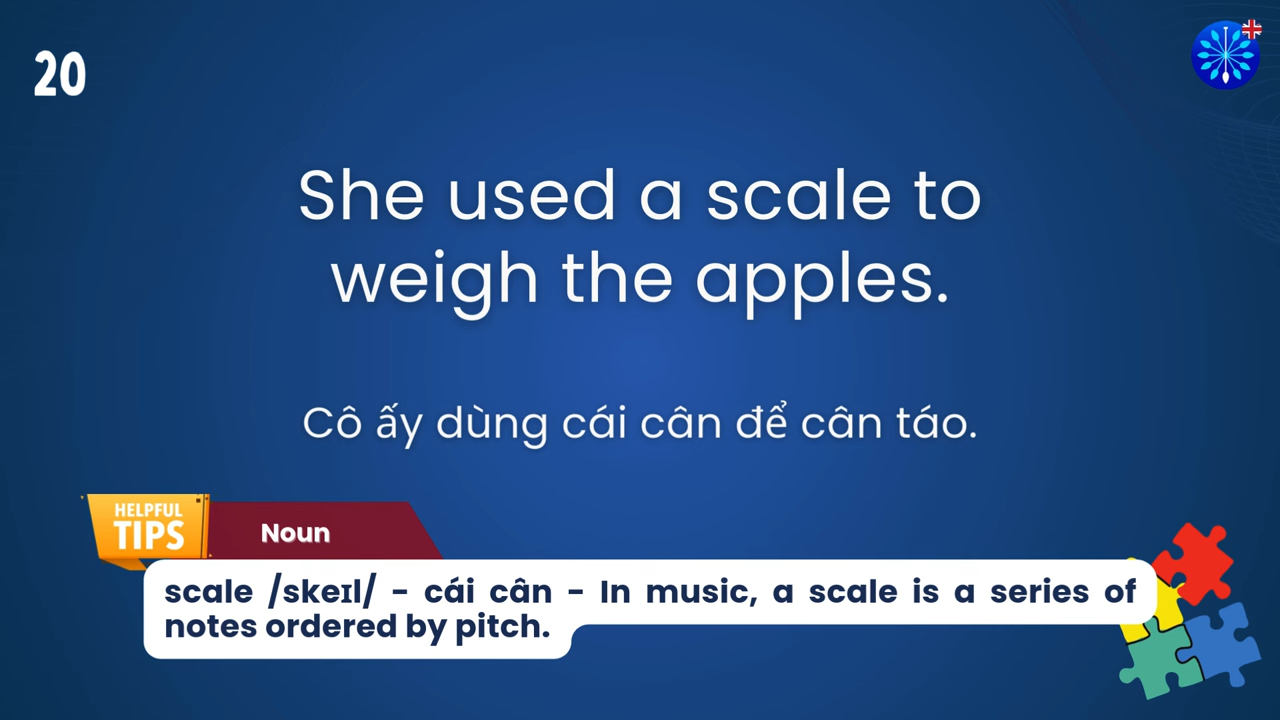 20
She used a scale to
weigh the apples.
Cô ấy dùng cái cân để cân táo.
HELPFUL
TIPS
Noun
scale /skeɪl/ - cái cân - In music, a scale is a series of
notes ordered by pitch.